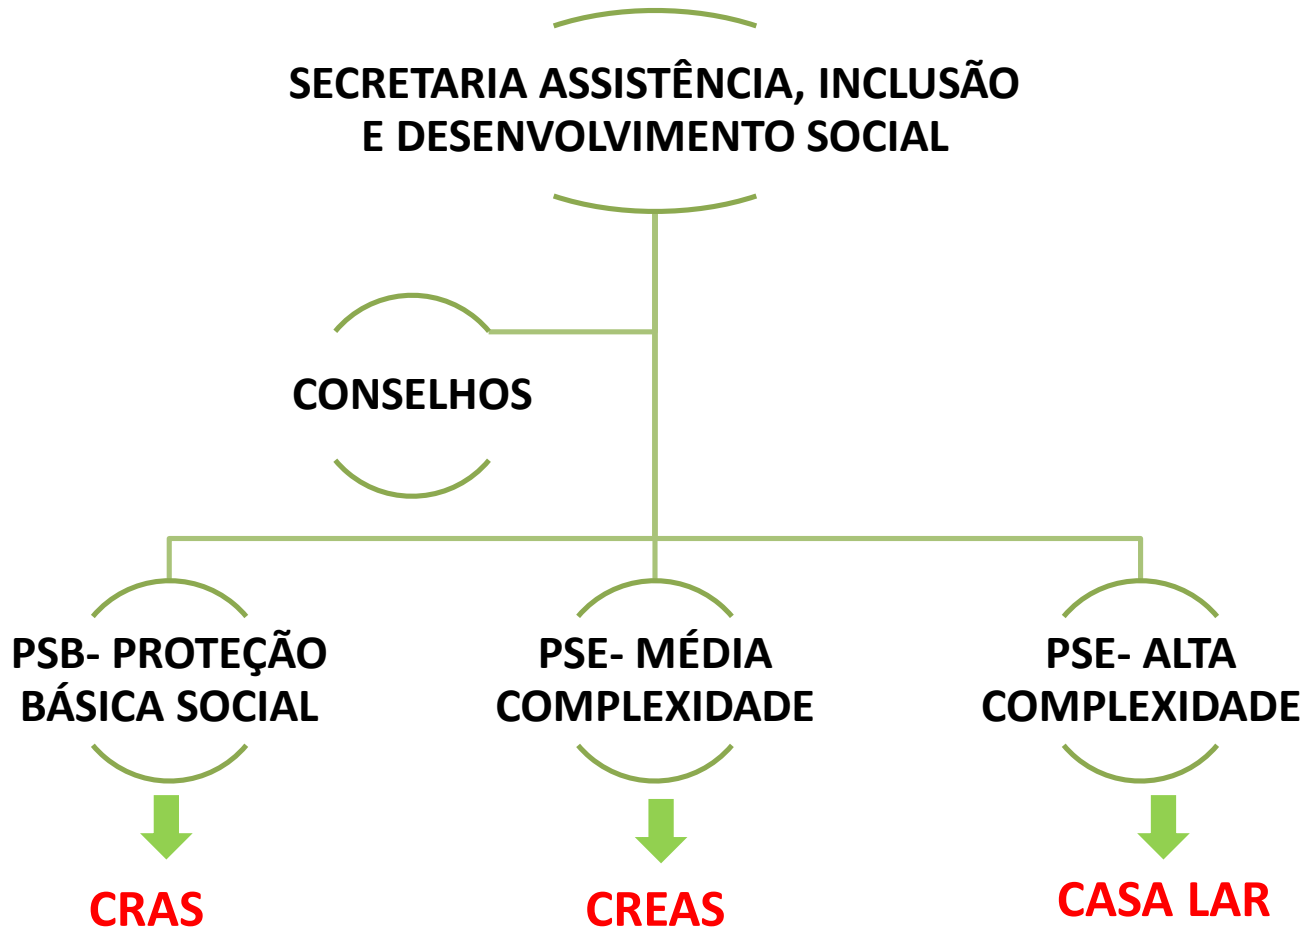 SECRETARIA ASSISTÊNCIA, INCLUSÃO
E DESENVOLVIMENTO SOCIAL
CONSELHOS
PSB- PROTEÇÃO
BÁSICA SOCIAL
PSE- MÉDIA
COMPLEXIDADE
PSE- ALTA
COMPLEXIDADE
CRAS
CREAS
CASA LAR